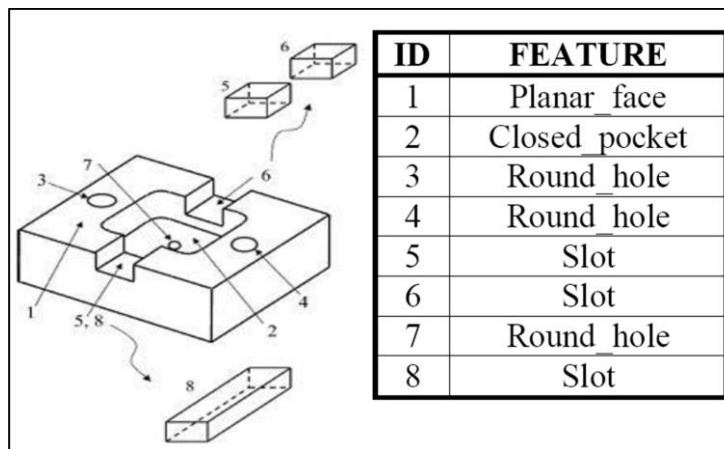 6
5
7
3
6
1
5, 8
2
4
8
ID FEATURE
1 Planar_face
2 Closed_pocket
3 Round_hole
4 Round_hole
5 Slot
6 Slot
7 Round_hole
8 Slot